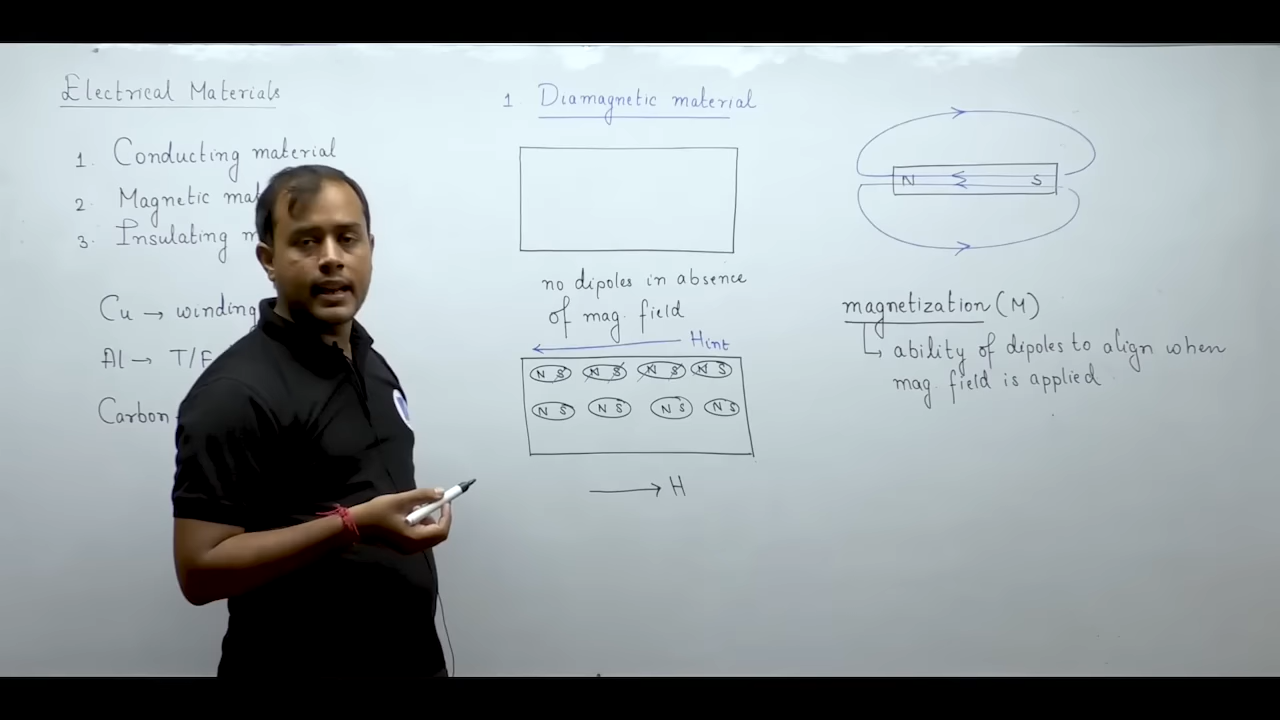 Electrical Materials
1. Conducting material
2. Magnetic
3. Insulating
Cu → winding
Al → T/F
Carbon
1. Diamagnetic material
no dipoles in absence
of mag. field
Hint
N S N S N S N S
N S N S N S N S
→ H
N S
magnetization (M)
↳ ability of dipoles to align when
mag. field is applied